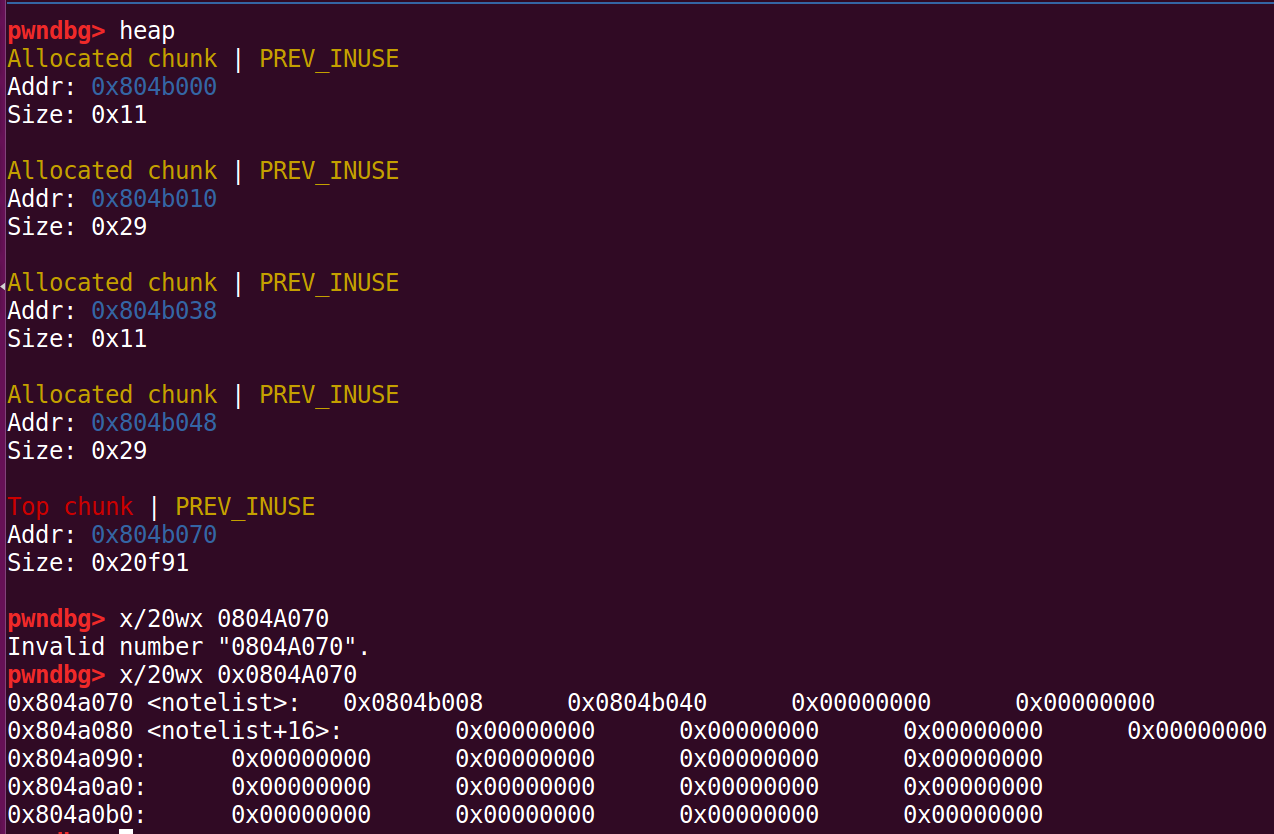 pwndbg> heap
Allocated chunk | PREV_INUSE
Addr: 0x804b000
Size: 0x11
Allocated chunk | PREV_INUSE
Addr: 0x804b010
Size: 0x29
Allocated chunk | PREV_INUSE
Addr: 0x804b038
Size: 0x11
Allocated chunk | PREV_INUSE
Addr: 0x804b048
Size: 0x29
Top chunk | PREV_INUSE
Addr: 0x804b070
Size: 0x20f91
pwndbg> x/20wx 0804A070
Invalid number "0804A070".
pwndbg> x/20wx 0x0804A070
0x804a070 <notelist>: 0x0804b008 0x0804b040 0x00000000 0x00000000
0x804a080 <notelist+16>: 0x00000000 0x00000000 0x00000000 0x00000000
0x804a090: 0x00000000 0x00000000 0x00000000 0x00000000
0x804a0a0: 0x00000000 0x00000000 0x00000000 0x00000000
0x804a0b0: 0x00000000 0x00000000 0x00000000 0x00000000